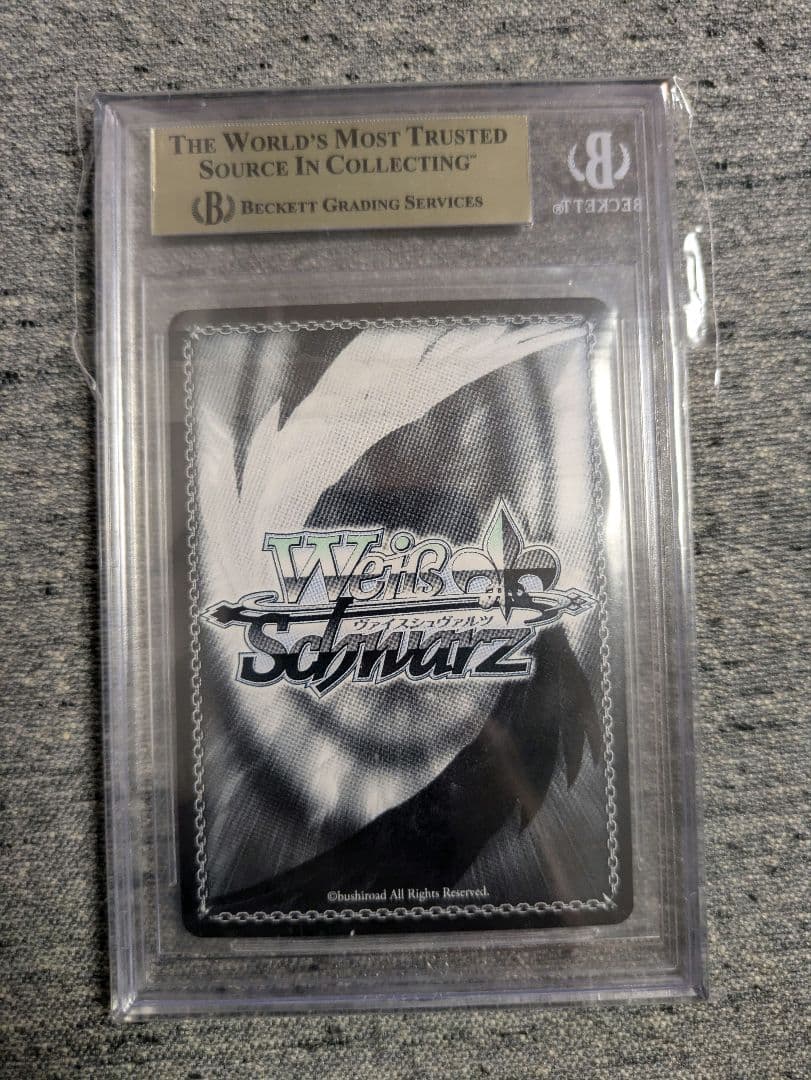 THE WORLD'S MOST TRUSTED
SOURCE IN COLLECTING™
B BECKETT GRADING SERVICES
B
BECKETT®
Weiß
ヴァイスシュヴァルツ
Schwarz
©bushiroad All Rights Reserved.